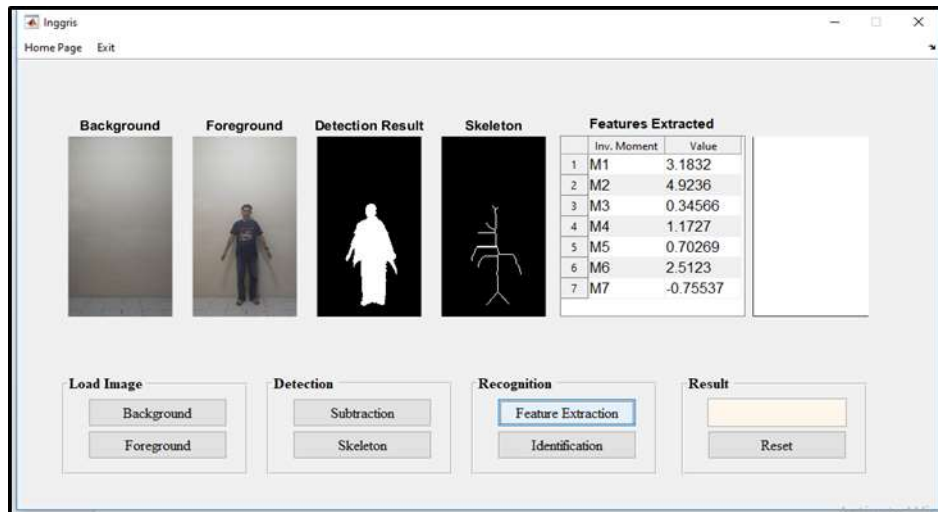 Inggris
Home Page Exit
Background Foreground Detection Result Skeleton Features Extracted
Inv. Moment Value
1 M1 3.1832
2 M2 4.9236
3 M3 0.34566
4 M4 1.1727
5 M5 0.70269
6 M6 2.5123
7 M7 -0.75537
Load Image Detection Recognition Result
Background Subtraction Feature Extraction
Foreground Skeleton Identification Reset